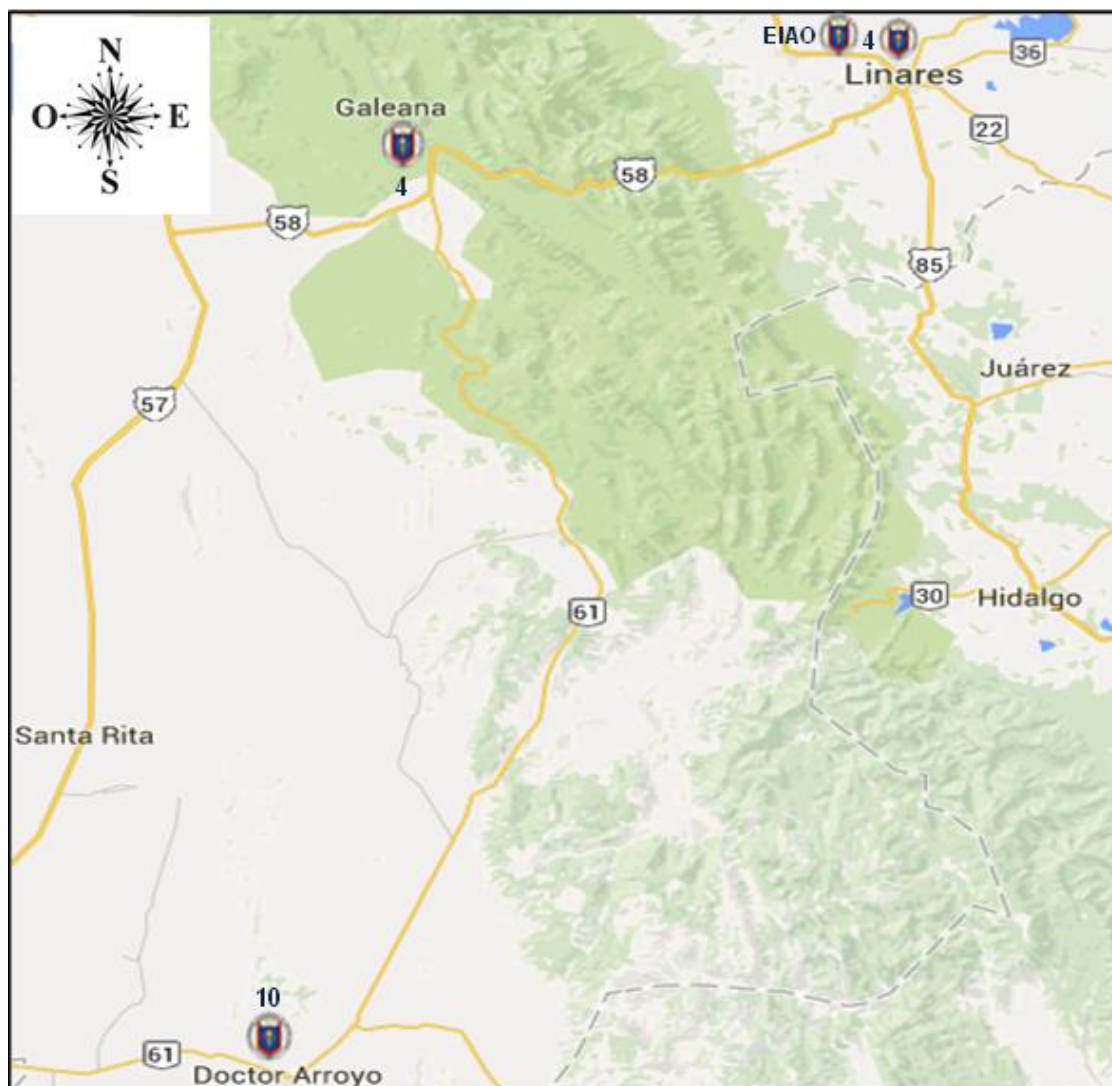 N
O
E
S
EIAO
4
Linares
36
Galeana
4
22
58
58
85
57
Juárez
61
30
Hidalgo
Santa Rita
10
61
Doctor Arroyo